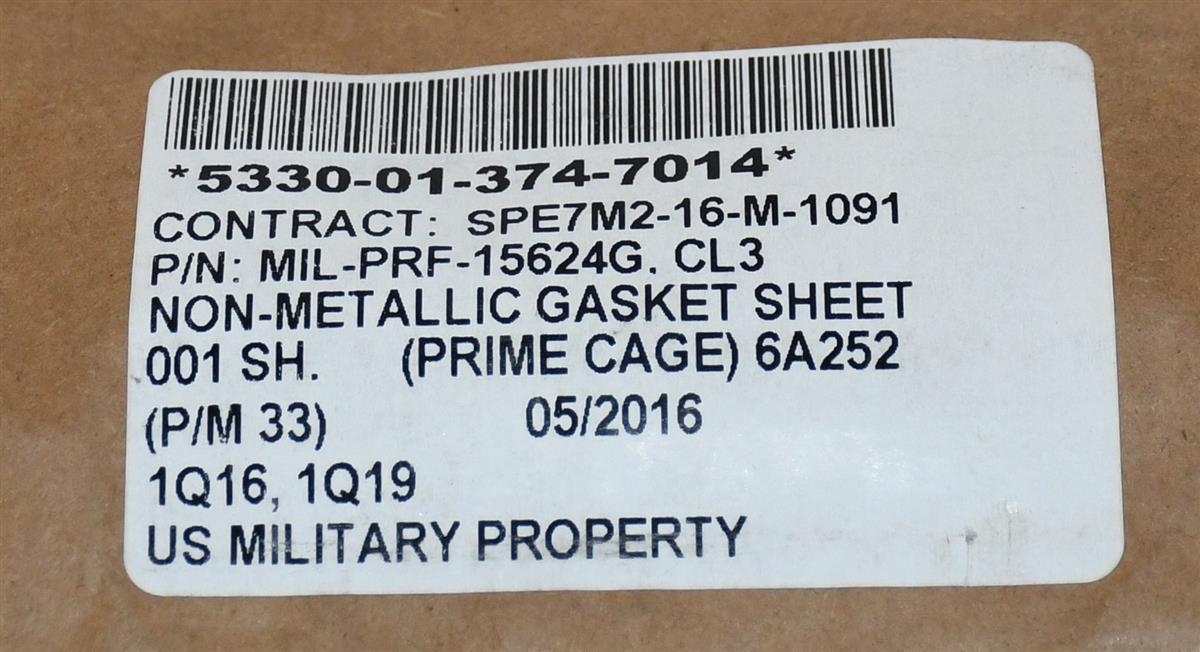 *5330-01-374-7014*
CONTRACT: SPE7M2-16-M-1091
P/N: MIL-PRF-15624G. CL3
NON-METALLIC GASKET SHEET
001 SH. (PRIME CAGE) 6A252
(P/M 33) 05/2016
1Q16, 1Q19
US MILITARY PROPERTY